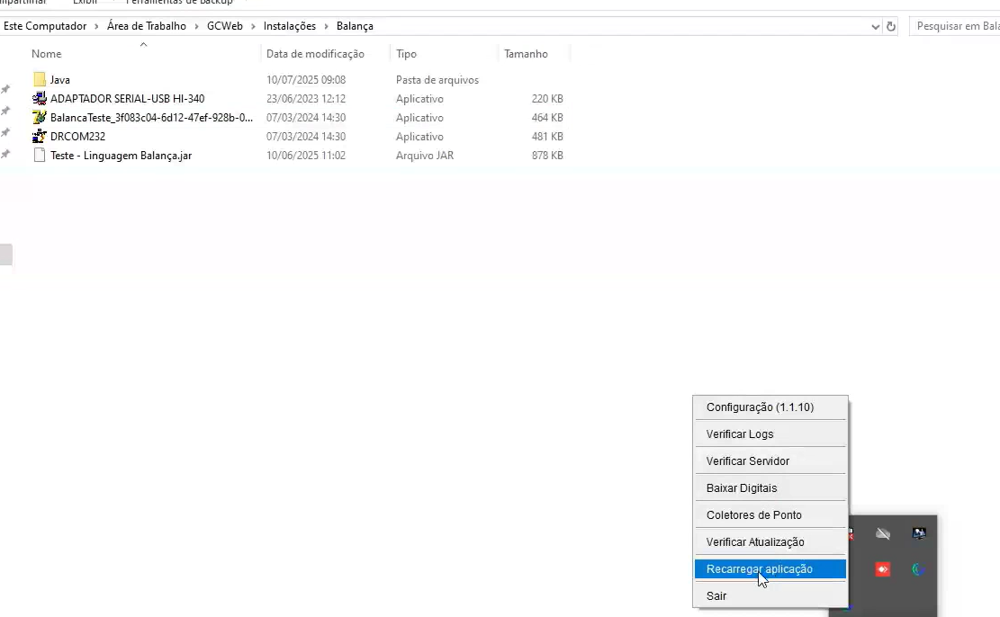 Exibir Ferramentas de Backup
Este Computador > Área de Trabalho > GCWeb > Instalações > Balança
Pesquisar em Bala
Nome Data de modificação Tipo Tamanho
Java 10/07/2025 09:08 Pasta de arquivos
ADAPTADOR SERIAL-USB HI-340 23/06/2023 12:12 Aplicativo 220 KB
BalancaTeste_3f083c04-6d12-47ef-928b-0... 07/03/2024 14:30 Aplicativo 464 KB
DRCOM232 07/03/2024 14:30 Aplicativo 481 KB
Teste - Linguagem Balança.jar 10/06/2025 11:02 Arquivo JAR 878 KB
Configuração (1.1.10)
Verificar Logs
Verificar Servidor
Baixar Digitais
Coletores de Ponto
Verificar Atualização
Recarregar aplicação
Sair